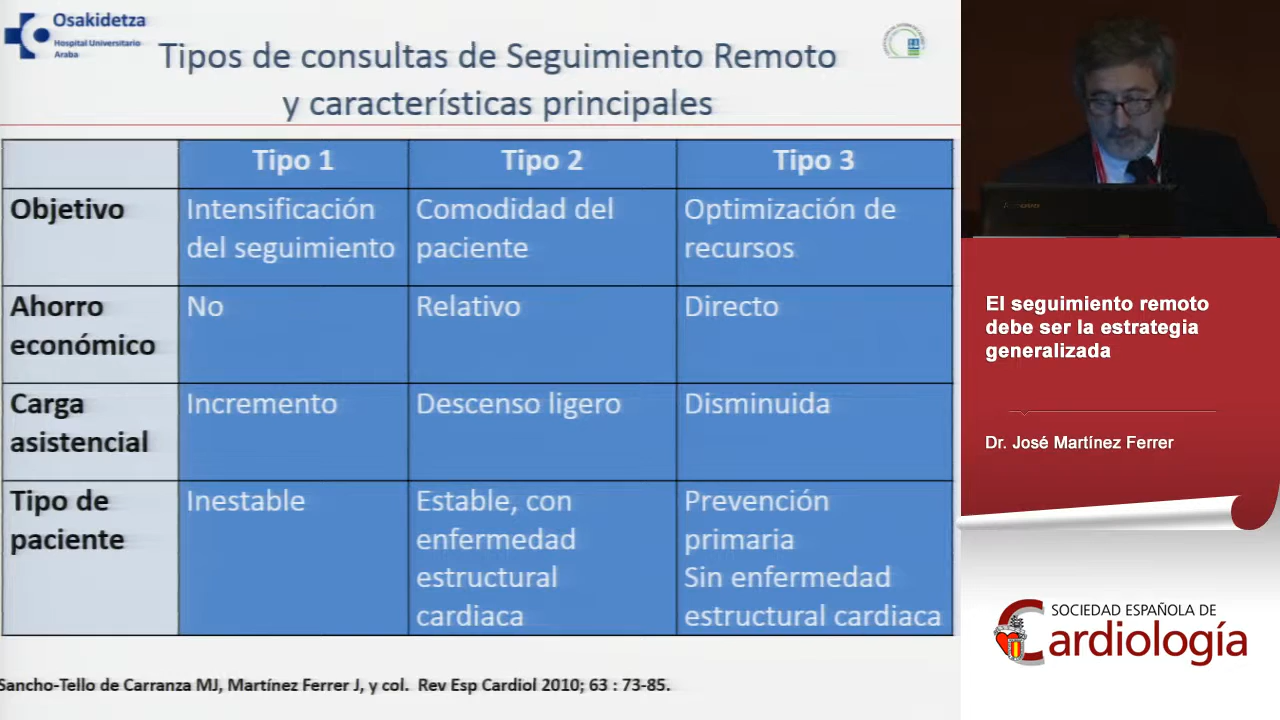 Osakidetza
Hospital Universitario
Araba
Tipos de consultas de Seguimiento Remoto
y características principales
Tipo 1
Tipo 2
Tipo 3
Objetivo
Intensificación
del seguimiento
Comodidad del
paciente
Optimización de
recursos
Ahorro
económico
No
Relativo
Directo
Carga
asistencial
Incremento
Descenso ligero
Disminuida
Tipo de
paciente
Inestable
Estable, con
enfermedad
estructural
cardiaca
Prevención
primaria
Sin enfermedad
estructural cardiaca
Sancho-Tello de Carranza MJ, Martínez Ferrer J, y col. Rev Esp Cardiol 2010; 63 : 73-85.
El seguimiento remoto
debe ser la estrategia
generalizada
Dr. José Martínez Ferrer
SOCIEDAD ESPAÑOLA DE
Cardiología